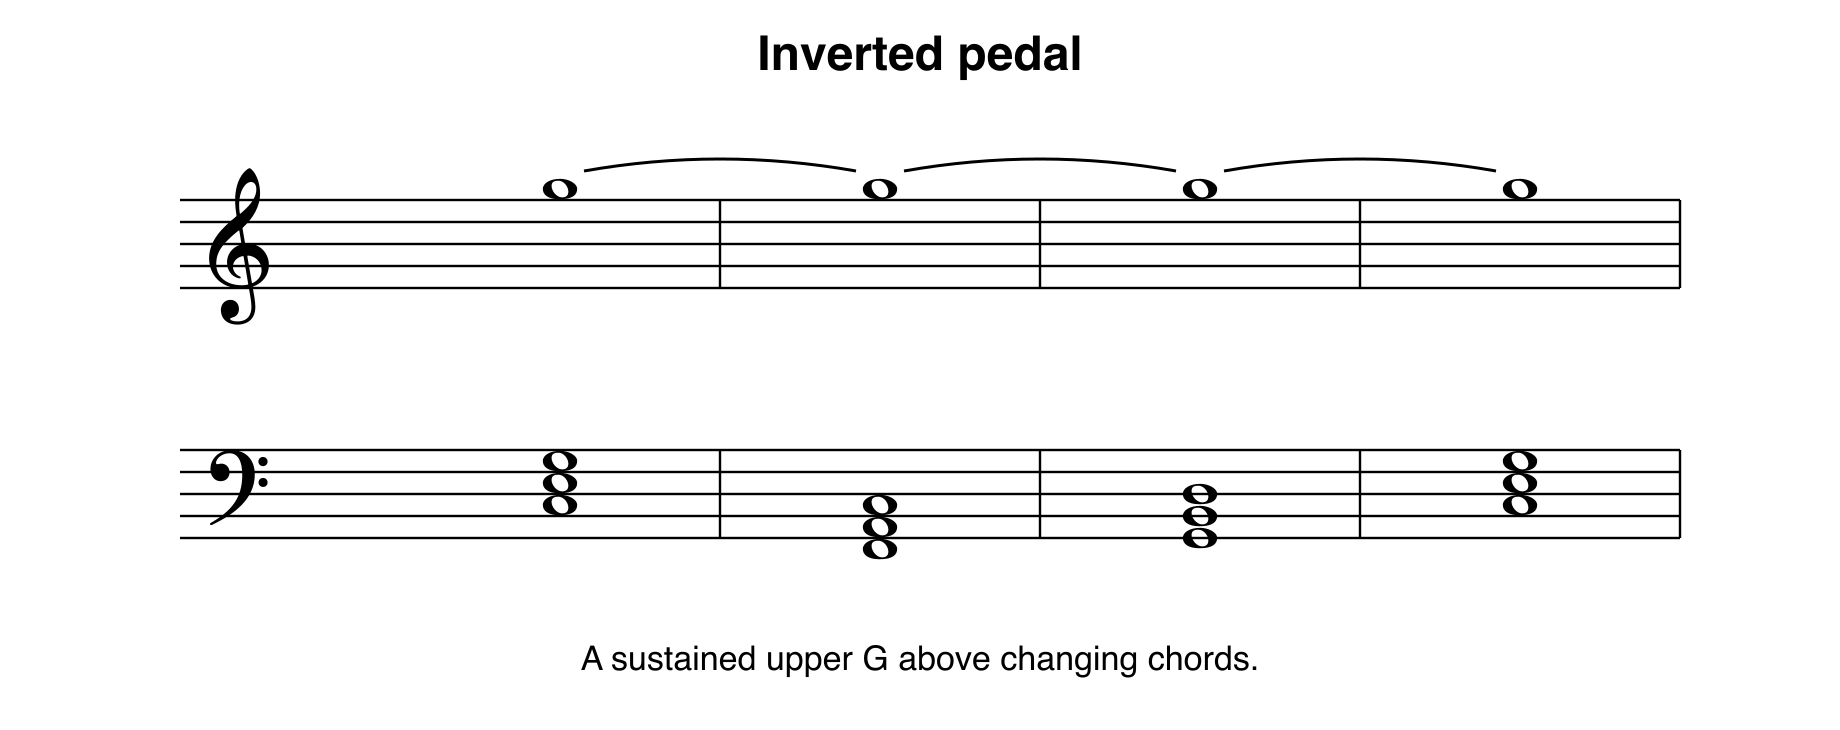 Inverted pedal
A sustained upper G above changing chords.